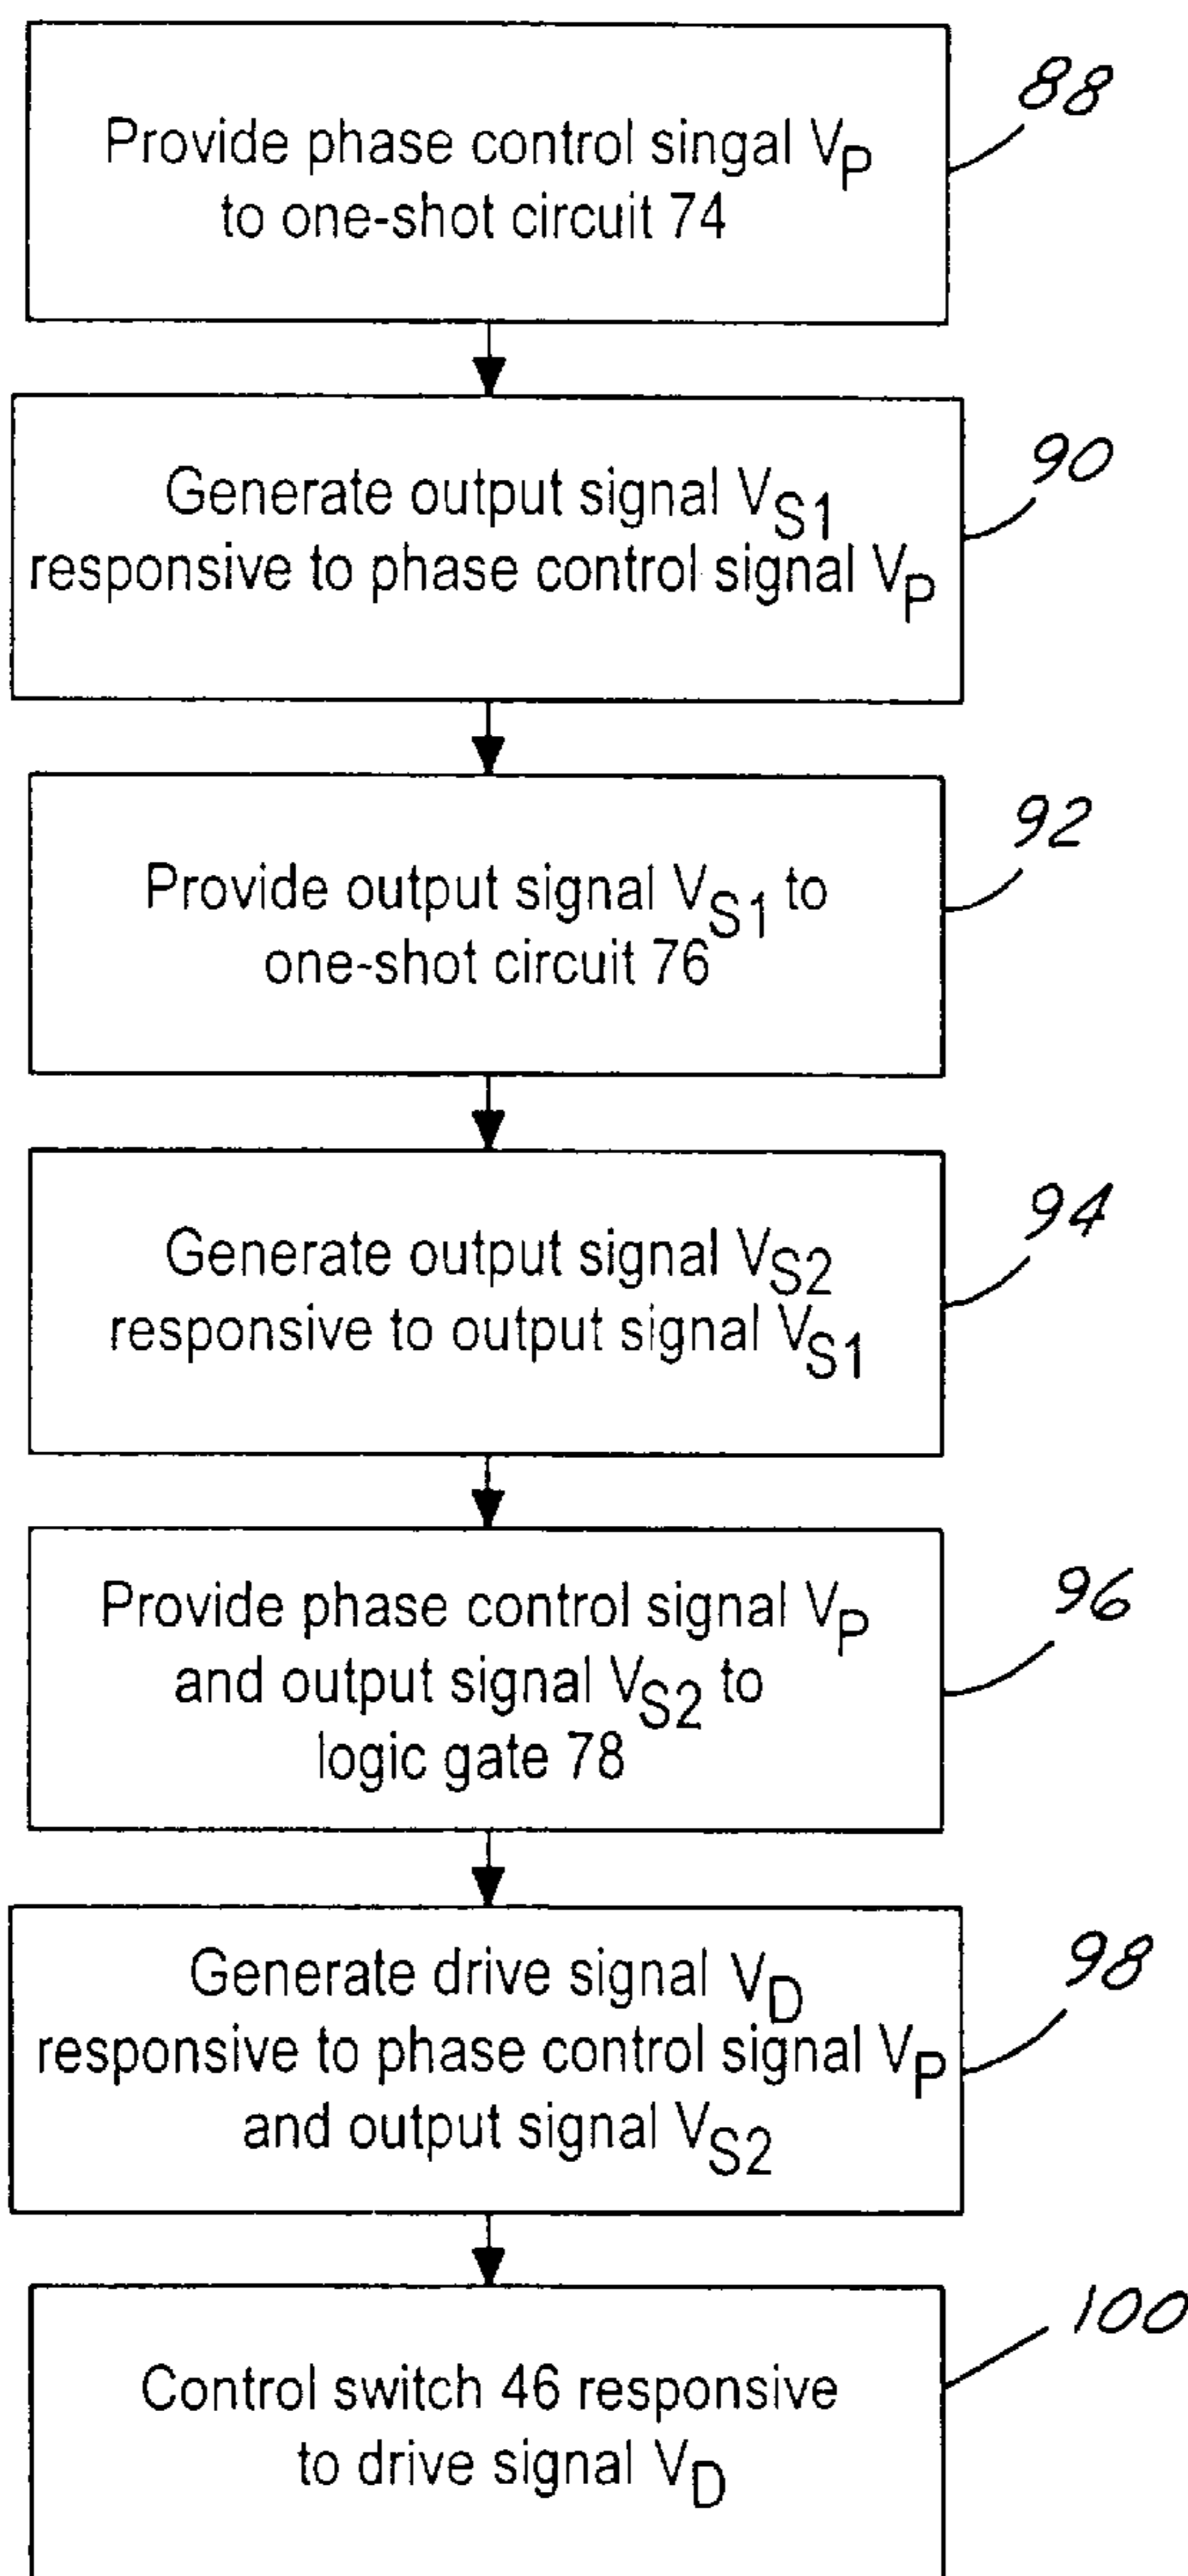 88
Provide phase control singal VP
to one-shot circuit 74
90
Generate output signal VS1
responsive to phase control signal VP
92
Provide output signal VS1 to
one-shot circuit 76
94
Generate output signal VS2
responsive to output signal VS1
96
Provide phase control signal VP
and output signal VS2 to
logic gate 78
98
Generate drive signal VD
responsive to phase control signal VP
and output signal VS2
100
Control switch 46 responsive
to drive signal VD